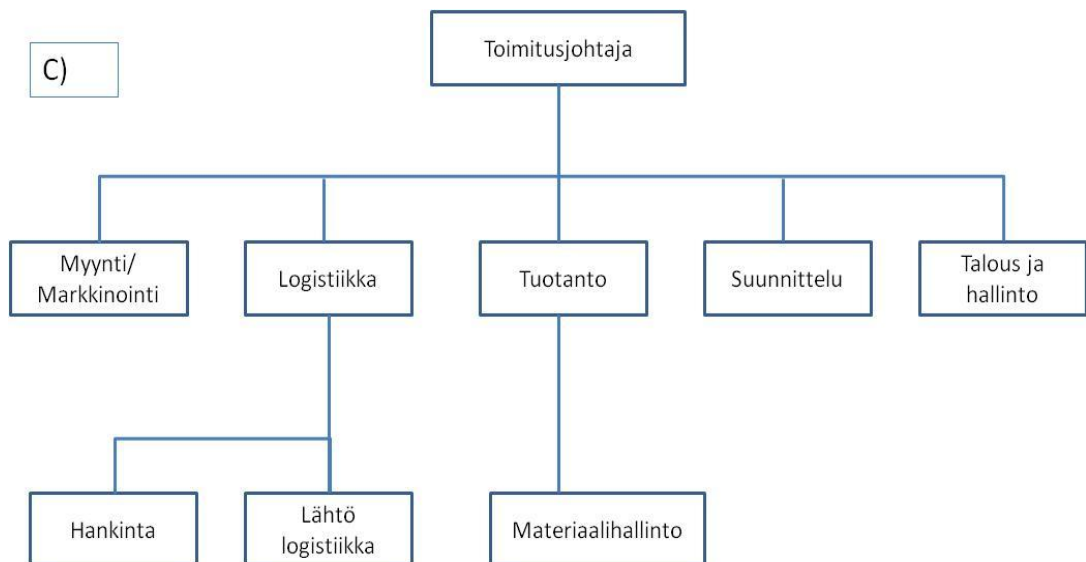 Toimitusjohtaja
C)
Myynti/
Markkinointi
Logistiikka
Tuotanto
Suunnittelu
Talous ja
hallinto
Hankinta
Lähtö
logistiikka
Materiaalihallinto